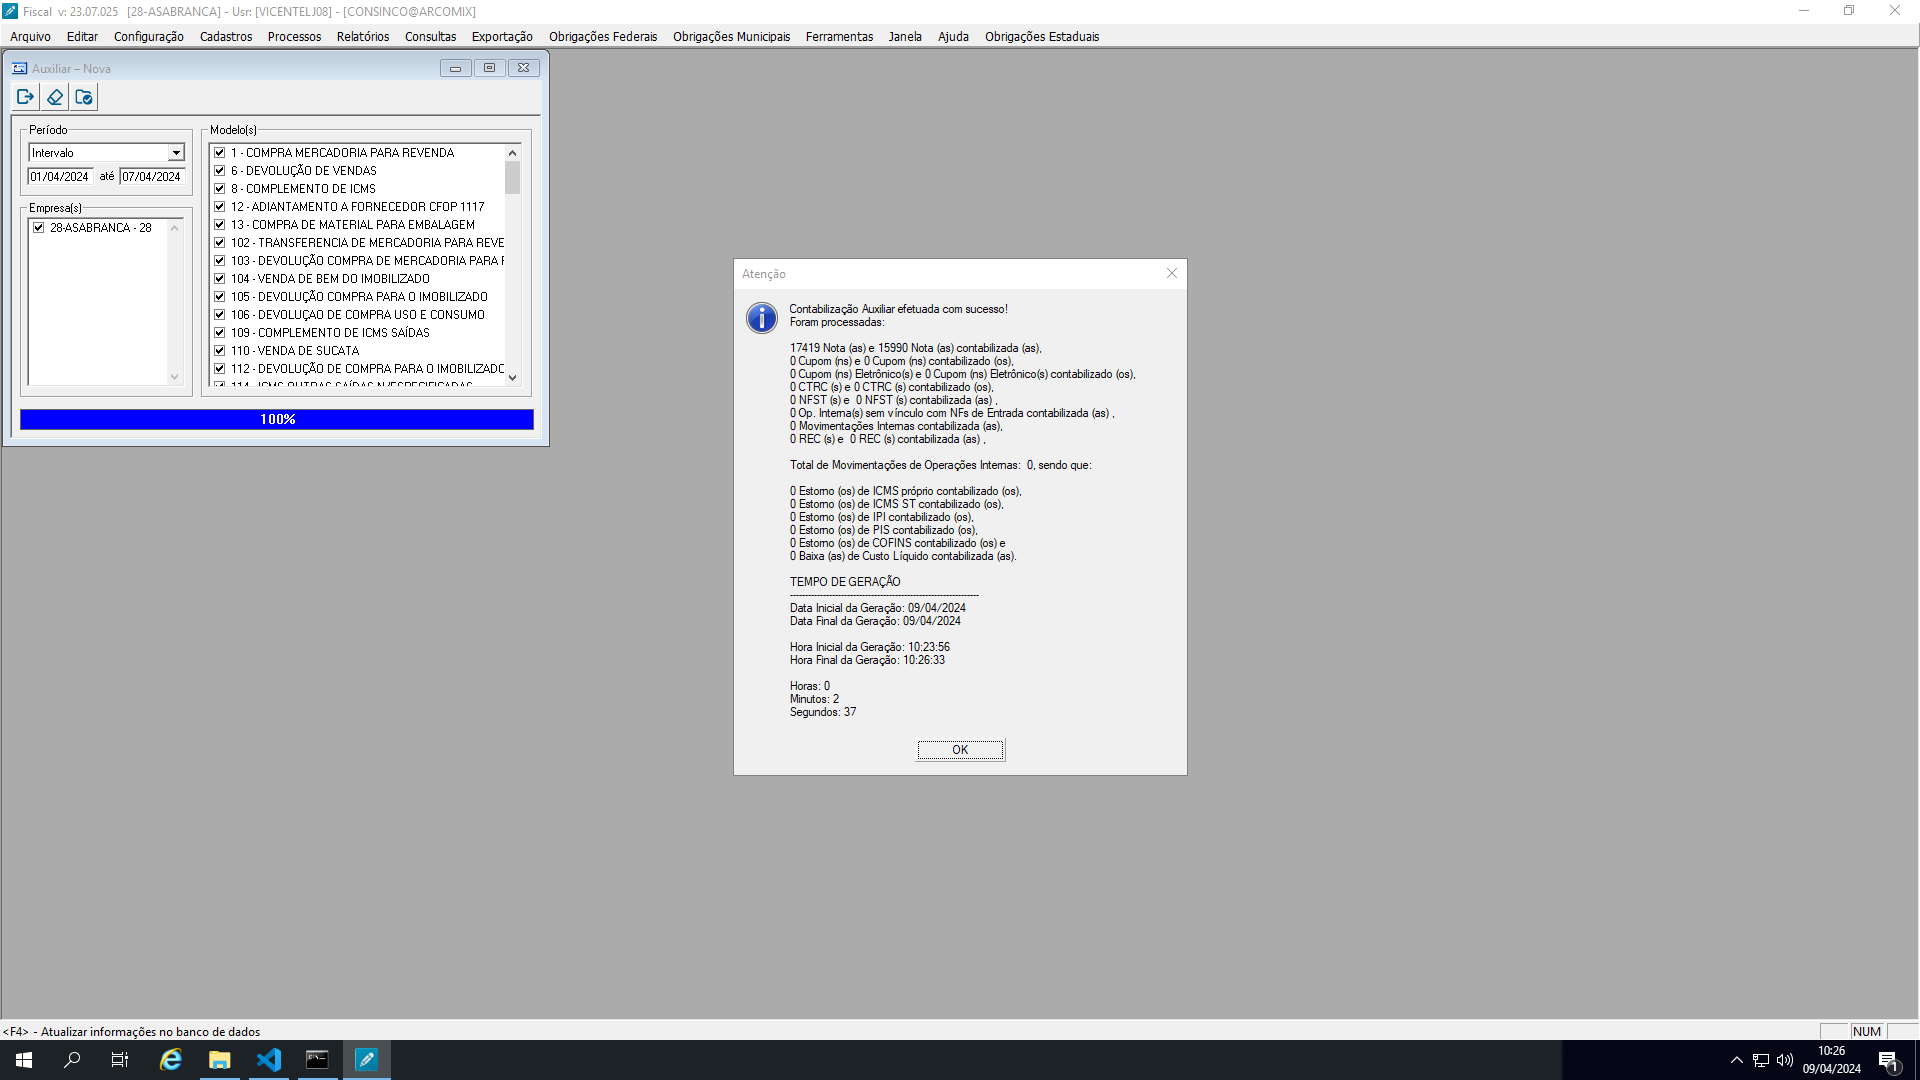 Fiscal v: 23.07.025 [28-ASABRANCA] - Usr: [VICENTELJ08] - [CONSINCO@ARCOMIX]
Arquivo Editar Configuração Cadastros Processos Relatórios Consultas Exportação Obrigações Federais Obrigações Municipais Ferramentas Janela Ajuda Obrigações Estaduais
Auxiliar – Nova
Período
Intervalo
01/04/2024 até 07/04/2024
Empresa(s)
28-ASABRANCA - 28
Modelo(s)
1 - COMPRA MERCADORIA PARA REVENDA
6 - DEVOLUÇÃO DE VENDAS
8 - COMPLEMENTO DE ICMS
12 - ADIANTAMENTO A FORNECEDOR CFOP 1117
13 - COMPRA DE MATERIAL PARA EMBALAGEM
102 - TRANSFERENCIA DE MERCADORIA PARA REVE
103 - DEVOLUÇÃO COMPRA DE MERCADORIA PARA
104 - VENDA DE BEM DO IMOBILIZADO
105 - DEVOLUÇÃO COMPRA PARA O IMOBILIZADO
106 - DEVOLUÇAO DE COMPRA USO E CONSUMO
109 - COMPLEMENTO DE ICMS SAÍDAS
110 - VENDA DE SUCATA
112 - DEVOLUÇÃO DE COMPRA PARA O IMOBILIZADO
114 - ICMS OUTRAS SAÍDAS N/ESPECIFICADAS
100%
Atenção
Contabilização Auxiliar efetuada com sucesso!
Foram processadas:
17419 Nota (as) e 15990 Nota (as) contabilizada (as),
0 Cupom (ns) e 0 Cupom (ns) contabilizado (os),
0 Cupom (ns) Eletrônico(s) e 0 Cupom (ns) Eletrônico(s) contabilizado (os),
0 CTRC (s) e 0 CTRC (s) contabilizado (os),
0 NFST (s) e 0 NFST (s) contabilizado (as) ,
0 Op. Interna(s) sem vínculo com NFs de Entrada contabilizada (as) ,
0 Movimentações Internas contabilizada (as),
0 REC (s) e 0 REC (s) contabilizada (as) ,
Total de Movimentações de Operações Internas: 0, sendo que:
0 Estorno (os) de ICMS próprio contabilizado (os),
0 Estorno (os) de ICMS ST contabilizado (os),
0 Estorno (os) de IPI contabilizado (os),
0 Estorno (os) de PIS contabilizado (os),
0 Estorno (os) de COFINS contabilizado (os) e
0 Baixa (as) de Custo Líquido contabilizada (as).
TEMPO DE GERAÇÃO
---------------------------------------------------------------
Data Inicial da Geração: 09/04/2024
Data Final da Geração: 09/04/2024
Hora Inicial da Geração: 10:23:56
Hora Final da Geração: 10:26:33
Horas: 0
Minutos: 2
Segundos: 37
OK
<F4> - Atualizar informações no banco de dados
NUM
10:26
09/04/2024
1